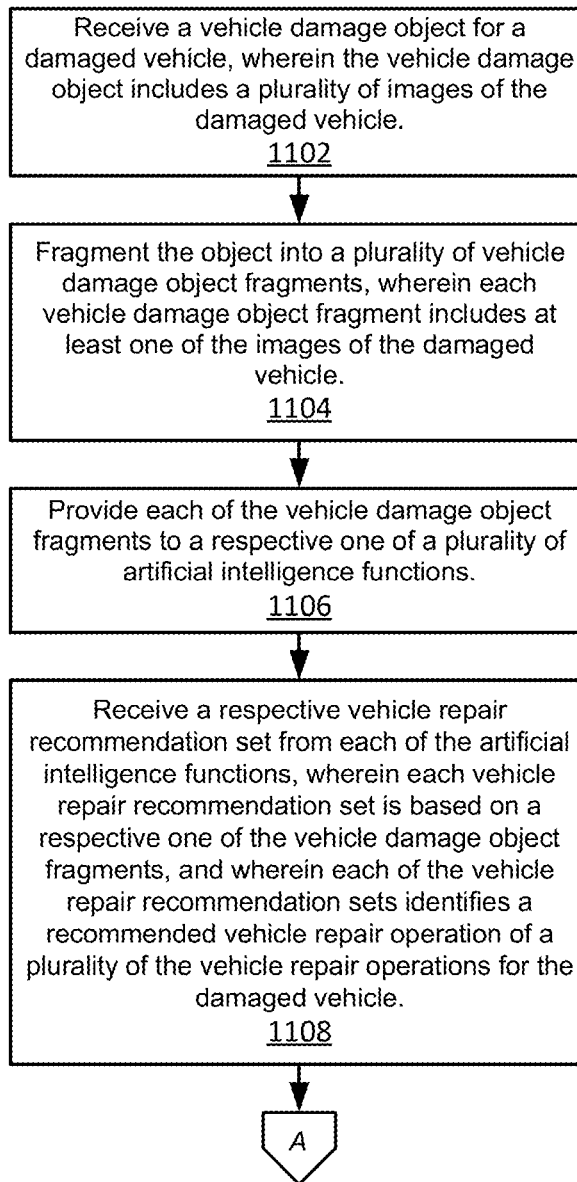 Receive a vehicle damage object for a
damaged vehicle, wherein the vehicle damage
object includes a plurality of images of the
damaged vehicle.
1102
Fragment the object into a plurality of vehicle
damage object fragments, wherein each
vehicle damage object fragment includes at
least one of the images of the damaged
vehicle.
1104
Provide each of the vehicle damage object
fragments to a respective one of a plurality of
artificial intelligence functions.
1106
Receive a respective vehicle repair
recommendation set from each of the artificial
intelligence functions, wherein each vehicle
repair recommendation set is based on a
respective one of the vehicle damage object
fragments, and wherein each of the vehicle
repair recommendation sets identifies a
recommended vehicle repair operation of a
plurality of the vehicle repair operations for the
damaged vehicle.
1108
A